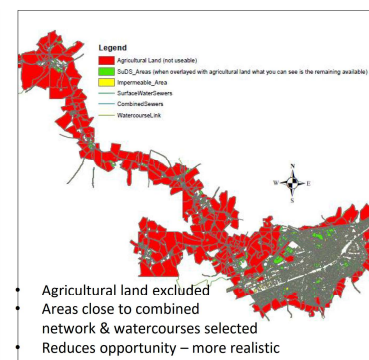 Legend
Agricultural Land (not useable)
SuDS_Areas (when overlayed with agricultural land what you can see is the remaining available)
Impermeable_Area
SurfaceWaterSewers
CombinedSewers
WatercourseLink
N
W E
S
• Agricultural land excluded
• Areas close to combined
network & watercourses selected
• Reduces opportunity – more realistic